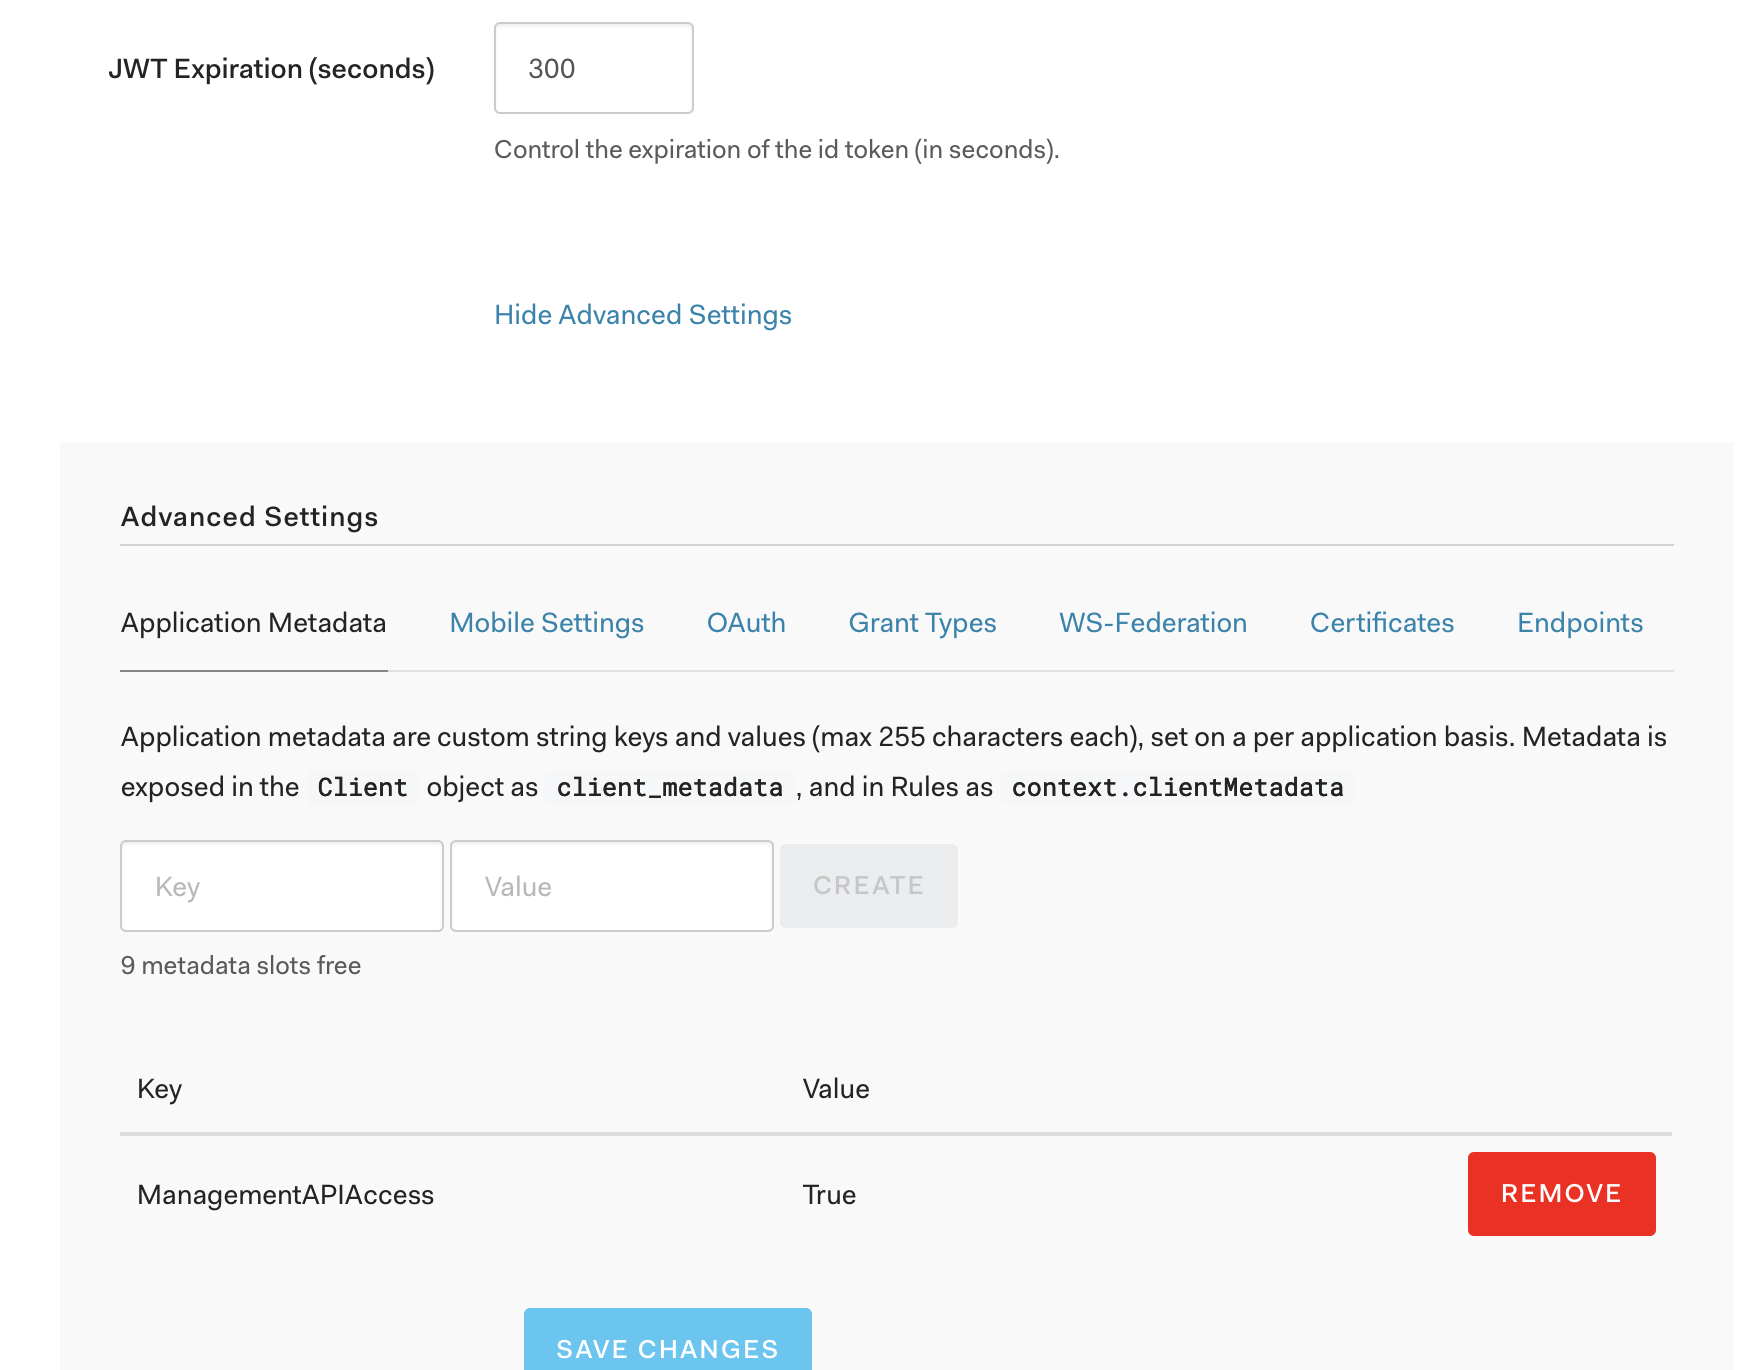 JWT Expiration (seconds)
300
Control the expiration of the id token (in seconds).
Hide Advanced Settings
Advanced Settings
Application Metadata Mobile Settings OAuth Grant Types WS-Federation Certificates Endpoints
Application metadata are custom string keys and values (max 255 characters each), set on a per application basis. Metadata is
exposed in the Client object as client_metadata , and in Rules as context.clientMetadata
Key Value CREATE
9 metadata slots free
Key Value
ManagementAPIAccess True REMOVE
SAVE CHANGES